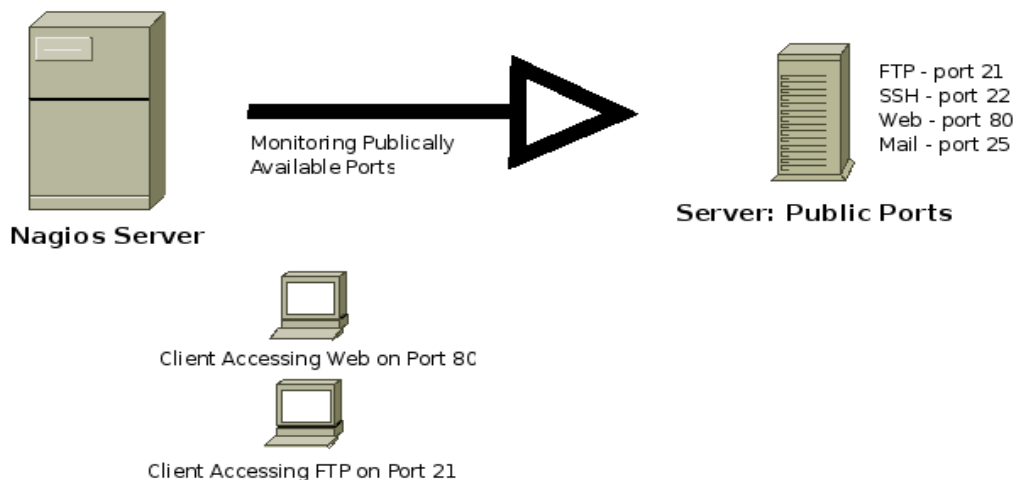 FTP - port 21
SSH - port 22
Web - port 80
Mail - port 25
Monitoring Publically
Available Ports
Server: Public Ports
Nagios Server
Client Accessing Web on Port 80
Client Accessing FTP on Port 21